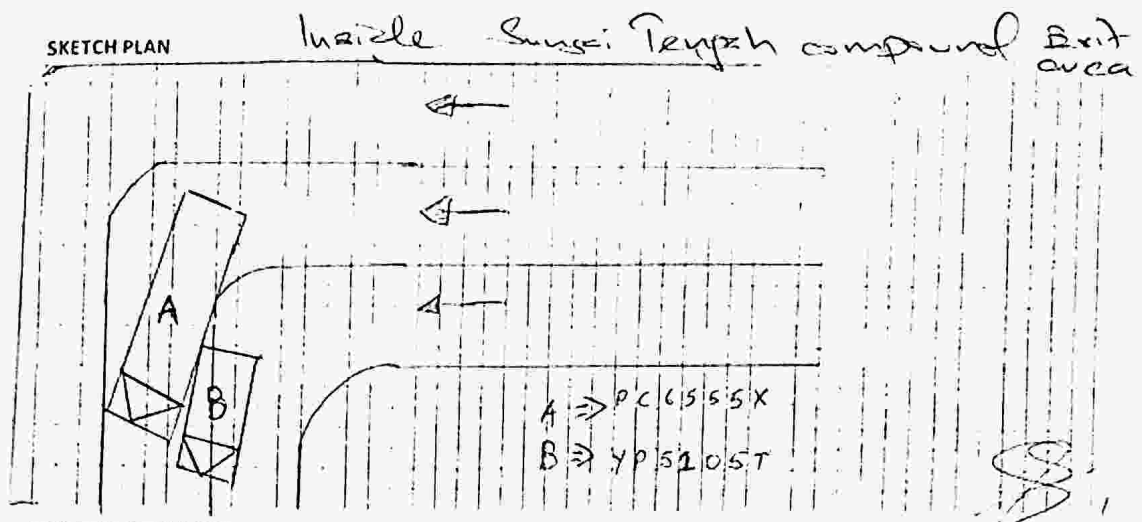 SKETCH PLAN
Inside Sungei Tengah compound Exit
area
A
B
A ⇒ PC6555X
B ⇒ YP5105T